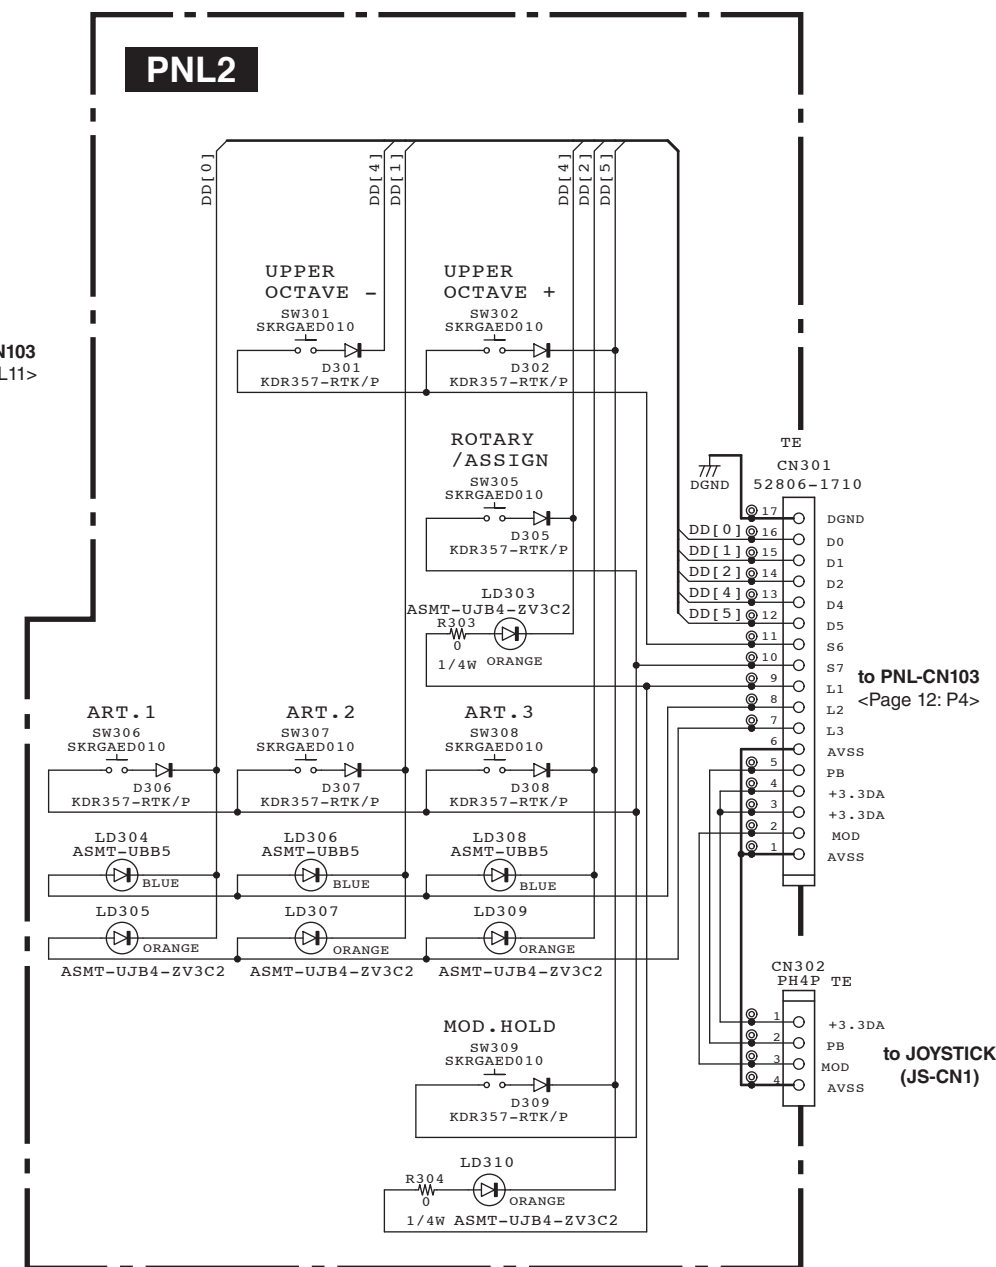 PNL2
DD[0]
DD[4]
DD[1]
DD[4]
DD[2]
DD[5]
UPPER
OCTAVE -
SW301
SKRGAED010
D301
KDR357-RTK/P
UPPER
OCTAVE +
SW302
SKRGAED010
D302
KDR357-RTK/P
N103
L11>
ROTARY
/ASSIGN
SW305
SKRGAED010
D305
KDR357-RTK/P
LD303
ASMT-UJB4-ZV3C2
R303
0
1/4W
ORANGE
DGND
TE
CN301
52806-1710
17 DGND
DD[0] 16 D0
DD[1] 15 D1
DD[2] 14 D2
DD[4] 13 D4
DD[5] 12 D5
11 S6
10 S7
9 L1
8 L2
7 L3
6 AVSS
5 PB
4 +3.3DA
3 +3.3DA
2 MOD
1 AVSS
to PNL-CN103
<Page 12: P4>
ART.1
SW306
SKRGAED010
D306
KDR357-RTK/P
ART.2
SW307
SKRGAED010
D307
KDR357-RTK/P
ART.3
SW308
SKRGAED010
D308
KDR357-RTK/P
LD304
ASMT-UBB5
BLUE
LD306
ASMT-UBB5
BLUE
LD308
ASMT-UBB5
BLUE
LD305
ORANGE
ASMT-UJB4-ZV3C2
LD307
ORANGE
ASMT-UJB4-ZV3C2
LD309
ORANGE
ASMT-UJB4-ZV3C2
CN302
PH4P TE
1 +3.3DA
2 PB
3 MOD
4 AVSS
to JOYSTICK
(JS-CN1)
MOD.HOLD
SW309
SKRGAED010
D309
KDR357-RTK/P
LD310
R304
0
ORANGE
1/4W ASMT-UJB4-ZV3C2